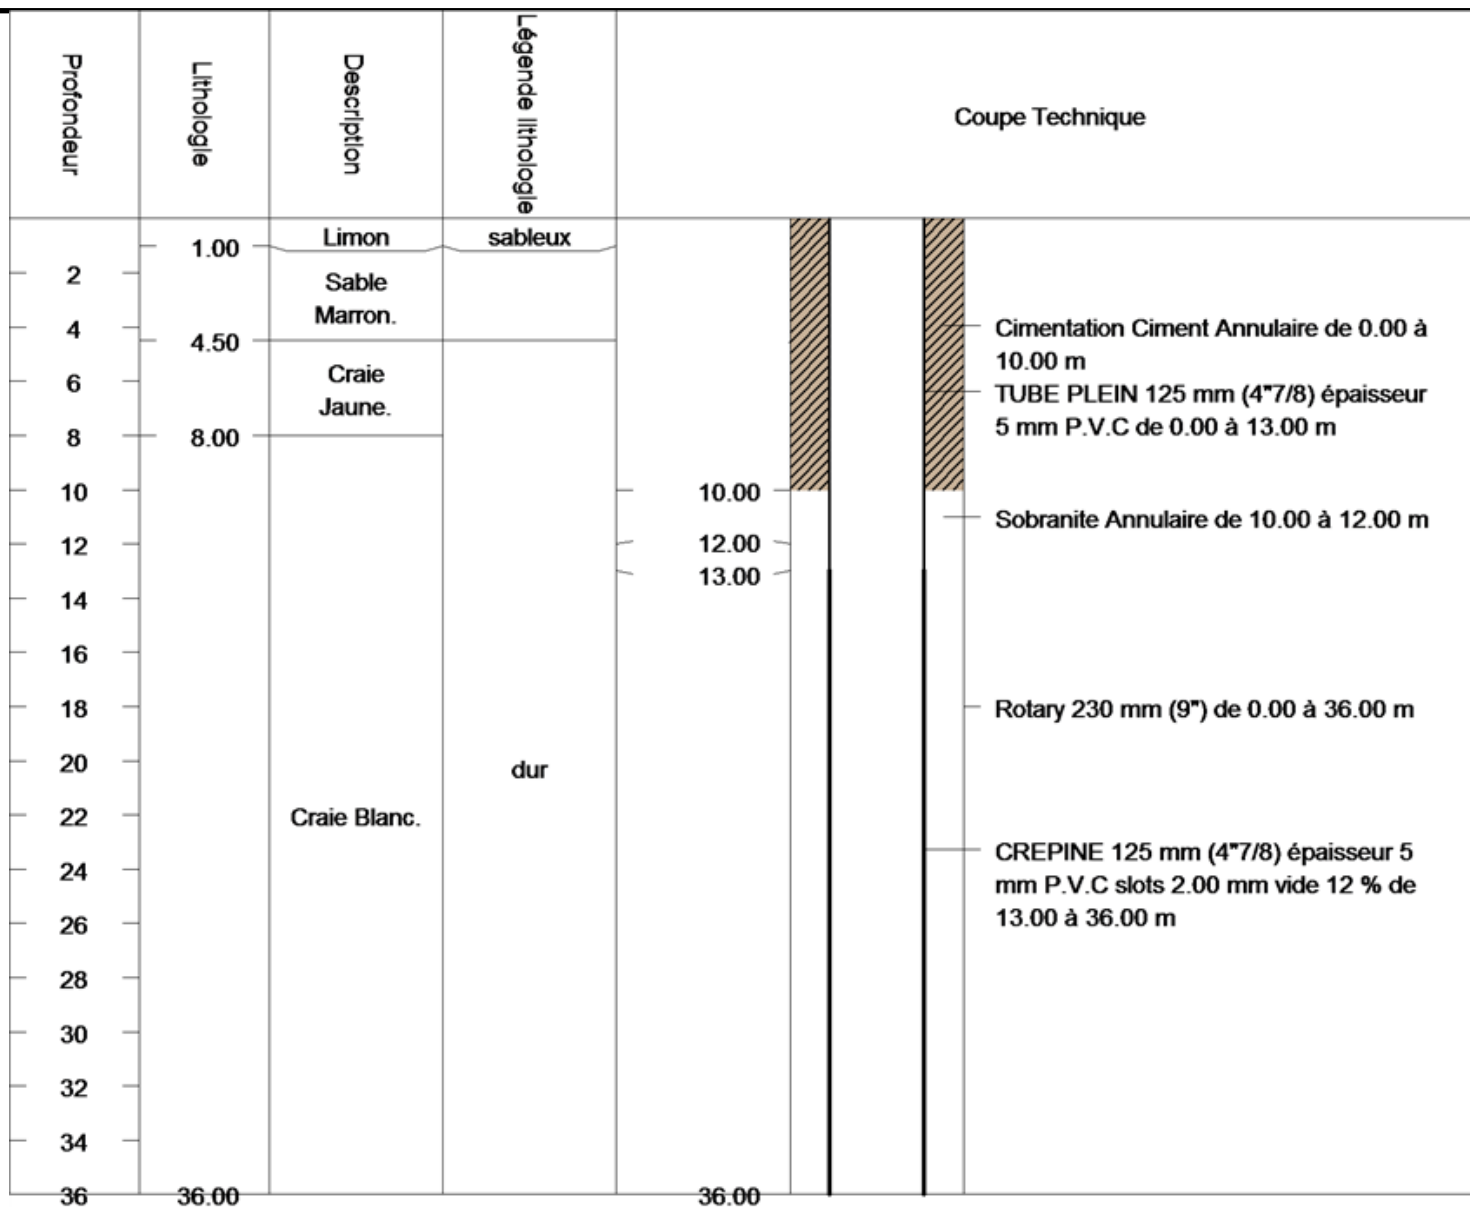 Profondeur
Lithologie
Description
Légende lithologie
Coupe Technique
1.00
Limon
sableux
2
Sable
Marron.
4
4.50
Cimentation Ciment Annulaire de 0.00 à
10.00 m
6
Craie
Jaune.
TUBE PLEIN 125 mm (4"7/8) épaisseur
5 mm P.V.C de 0.00 à 13.00 m
8
8.00
10
10.00
Sobranite Annulaire de 10.00 à 12.00 m
12
12.00
13.00
14
16
18
Rotary 230 mm (9") de 0.00 à 36.00 m
20
dur
22
Craie Blanc.
24
CREPINE 125 mm (4"7/8) épaisseur 5
mm P.V.C slots 2.00 mm vide 12 % de
13.00 à 36.00 m
26
28
30
32
34
36
36.00
36.00